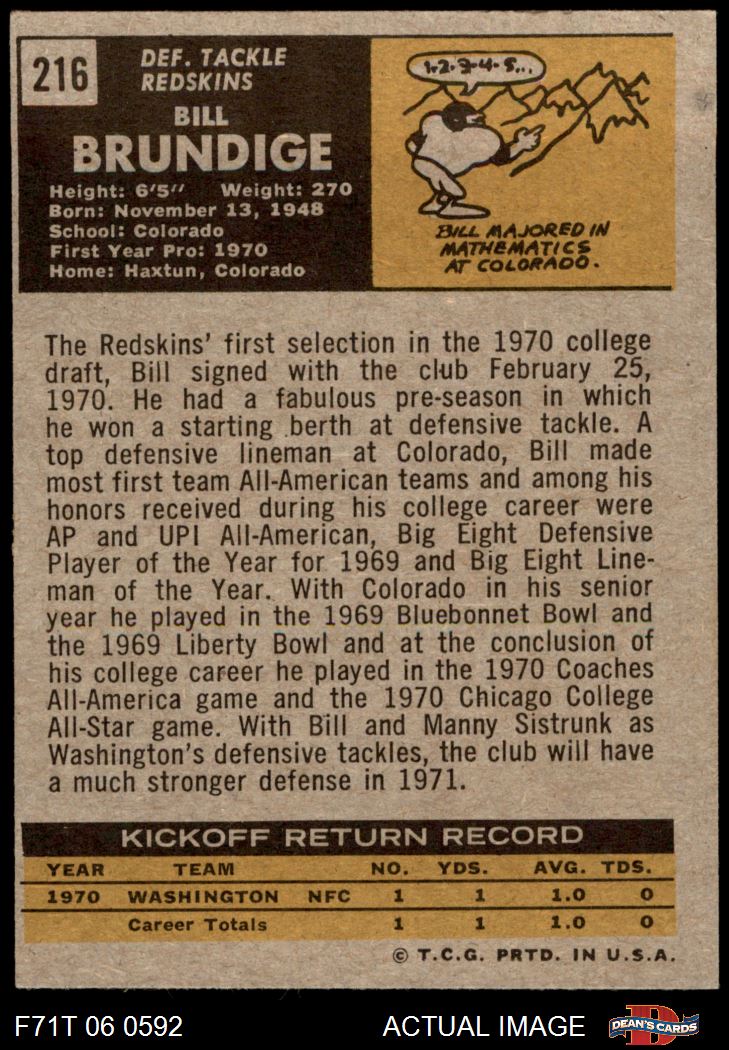 216
DEF. TACKLE
REDSKINS
BILL
BRUNDIGE
Height: 6'5" Weight: 270
Born: November 13, 1948
School: Colorado
First Year Pro: 1970
Home: Haxtun, Colorado
1-2-3-4-5...
BILL MAJORED IN
MATHEMATICS
AT COLORADO.
The Redskins' first selection in the 1970 college
draft, Bill signed with the club February 25,
1970. He had a fabulous pre-season in which
he won a starting berth at defensive tackle. A
top defensive lineman at Colorado, Bill made
most first team All-American teams and among his
honors received during his college career were
AP and UPI All-American, Big Eight Defensive
Player of the Year for 1969 and Big Eight Line-
man of the Year. With Colorado in his senior
year he played in the 1969 Bluebonnet Bowl and
the 1969 Liberty Bowl and at the conclusion of
his college career he played in the 1970 Coaches
All-America game and the 1970 Chicago College
All-Star game. With Bill and Manny Sistrunk as
Washington's defensive tackles, the club will have
a much stronger defense in 1971.
KICKOFF RETURN RECORD
YEAR TEAM NO. YDS. AVG. TDS.
1970 WASHINGTON NFC 1 1 1.0 0
Career Totals 1 1 1.0 0
© T.C.G. PRTD. IN U.S.A.
F71T 06 0592 ACTUAL IMAGE DEAN'S CARDS